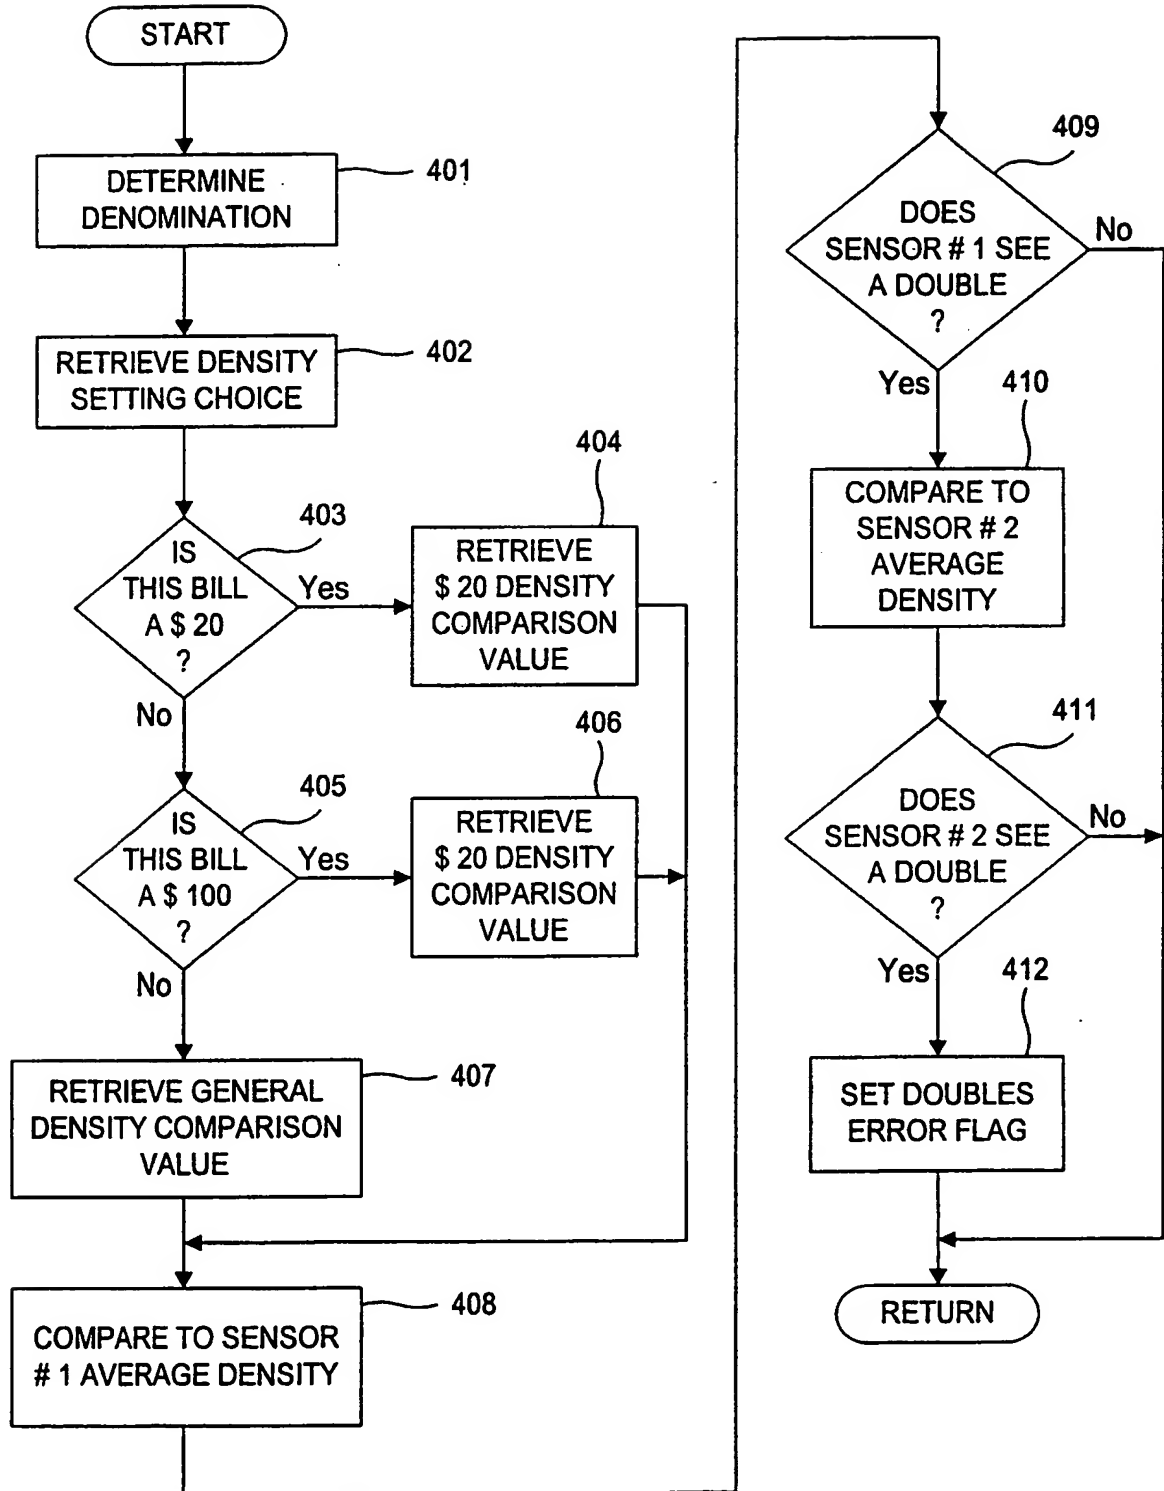 START
DETERMINE
DENOMINATION
401
RETRIEVE DENSITY
SETTING CHOICE
402
IS
THIS BILL
A $ 20
?
403
Yes
No
RETRIEVE
$ 20 DENSITY
COMPARISON
VALUE
404
IS
THIS BILL
A $ 100
?
405
Yes
No
RETRIEVE
$ 20 DENSITY
COMPARISON
VALUE
406
RETRIEVE GENERAL
DENSITY COMPARISON
VALUE
407
COMPARE TO SENSOR
# 1 AVERAGE DENSITY
408
DOES
SENSOR # 1 SEE
A DOUBLE
?
409
No
Yes
COMPARE TO
SENSOR # 2
AVERAGE
DENSITY
410
DOES
SENSOR # 2 SEE
A DOUBLE
?
411
No
Yes
SET DOUBLES
ERROR FLAG
412
RETURN